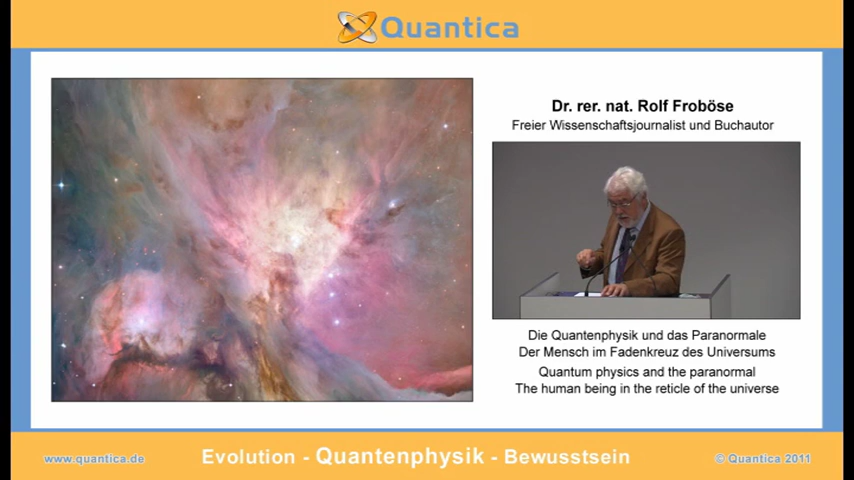 Quantica
Dr. rer. nat. Rolf Froböse
Freier Wissenschaftsjournalist und Buchautor
Die Quantenphysik und das Paranormale
Der Mensch im Fadenkreuz des Universums
Quantum physics and the paranormal
The human being in the reticle of the universe
www.quantica.de
Evolution - Quantenphysik - Bewusstsein
© Quantica 2011